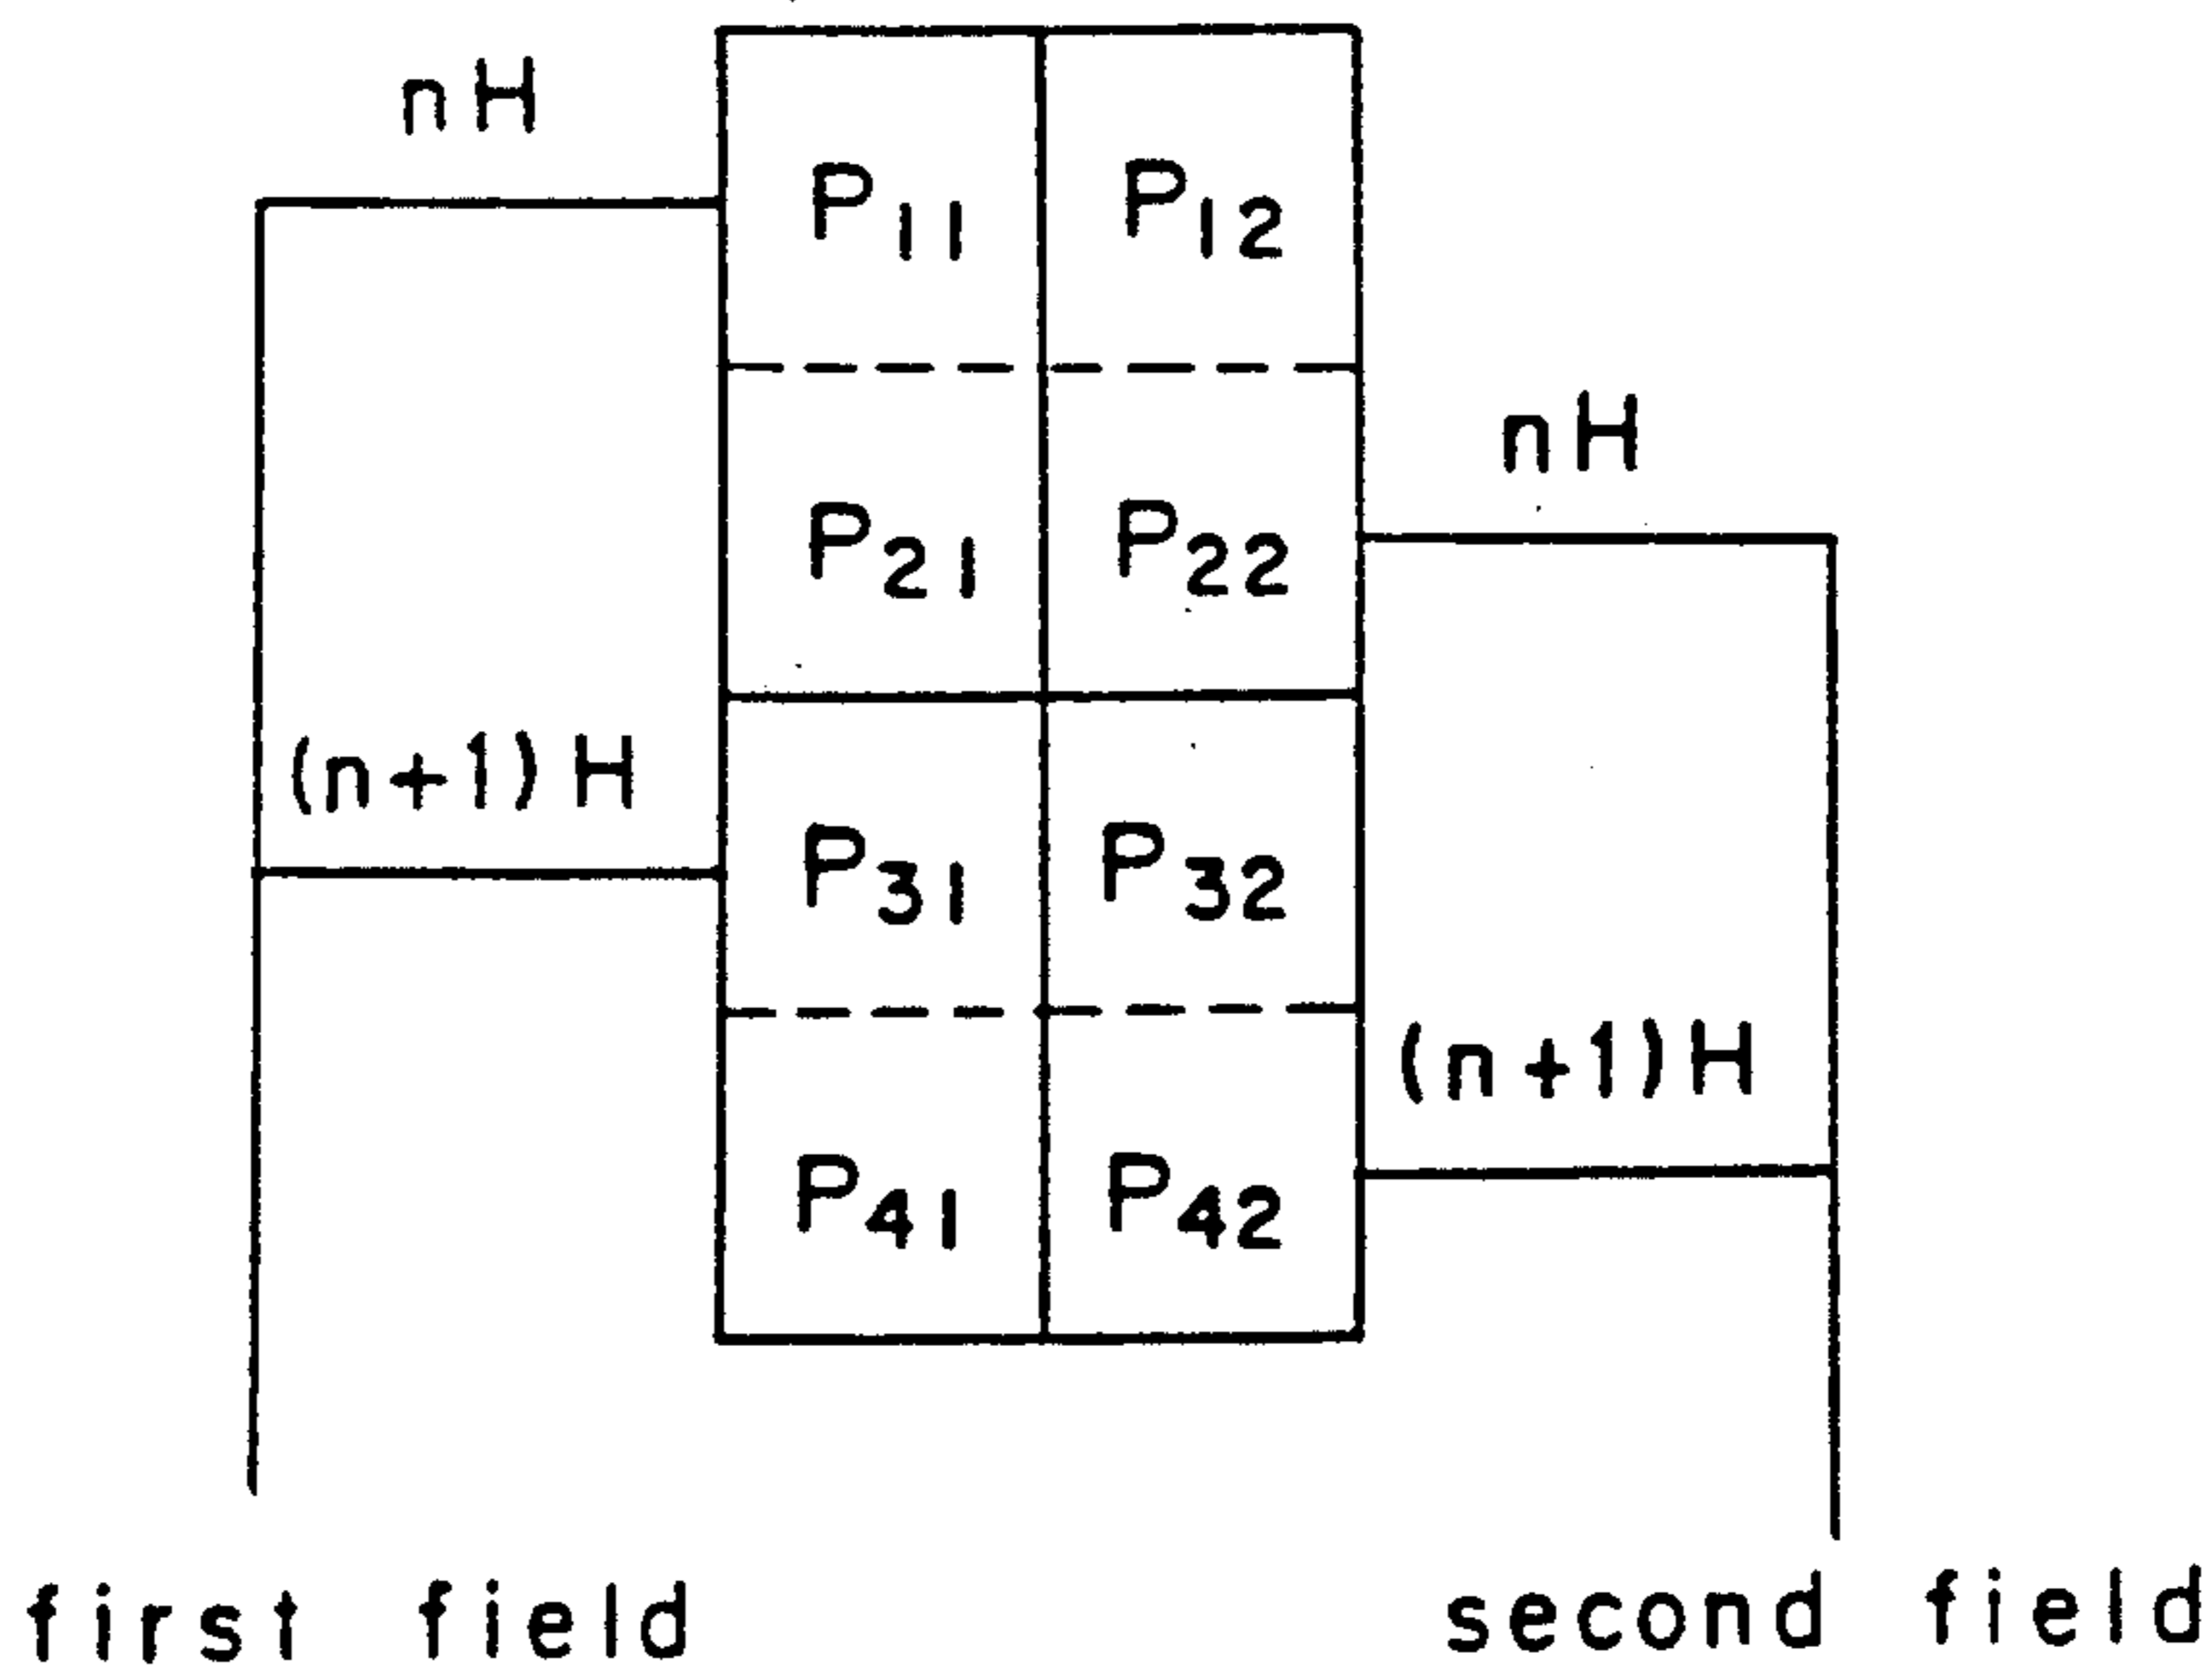 nH
P11 P12
nH
P21 P22
(n+1)H
P31 P32
(n+1)H
P41 P42
first field
second field